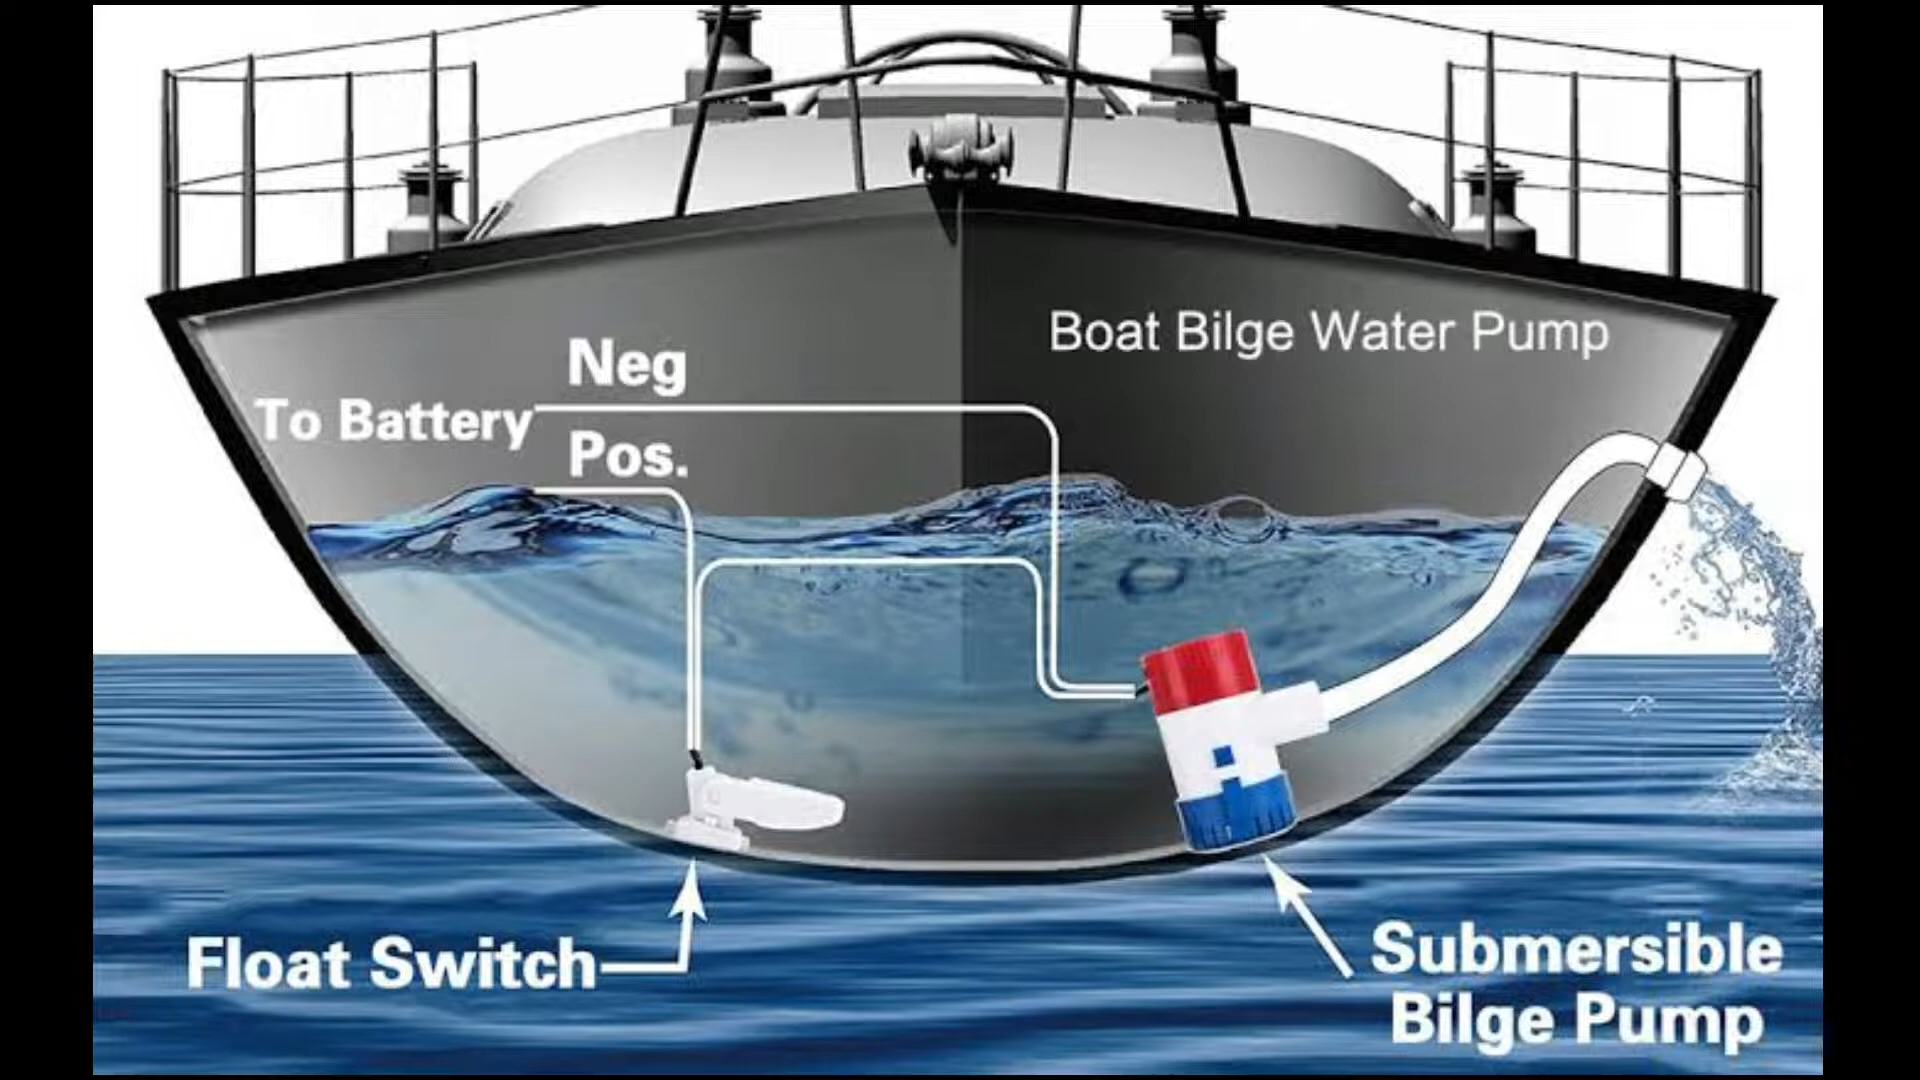 Boat Bilge Water Pump
Neg
To Battery
Pos.
Float Switch
Submersible
Bilge Pump